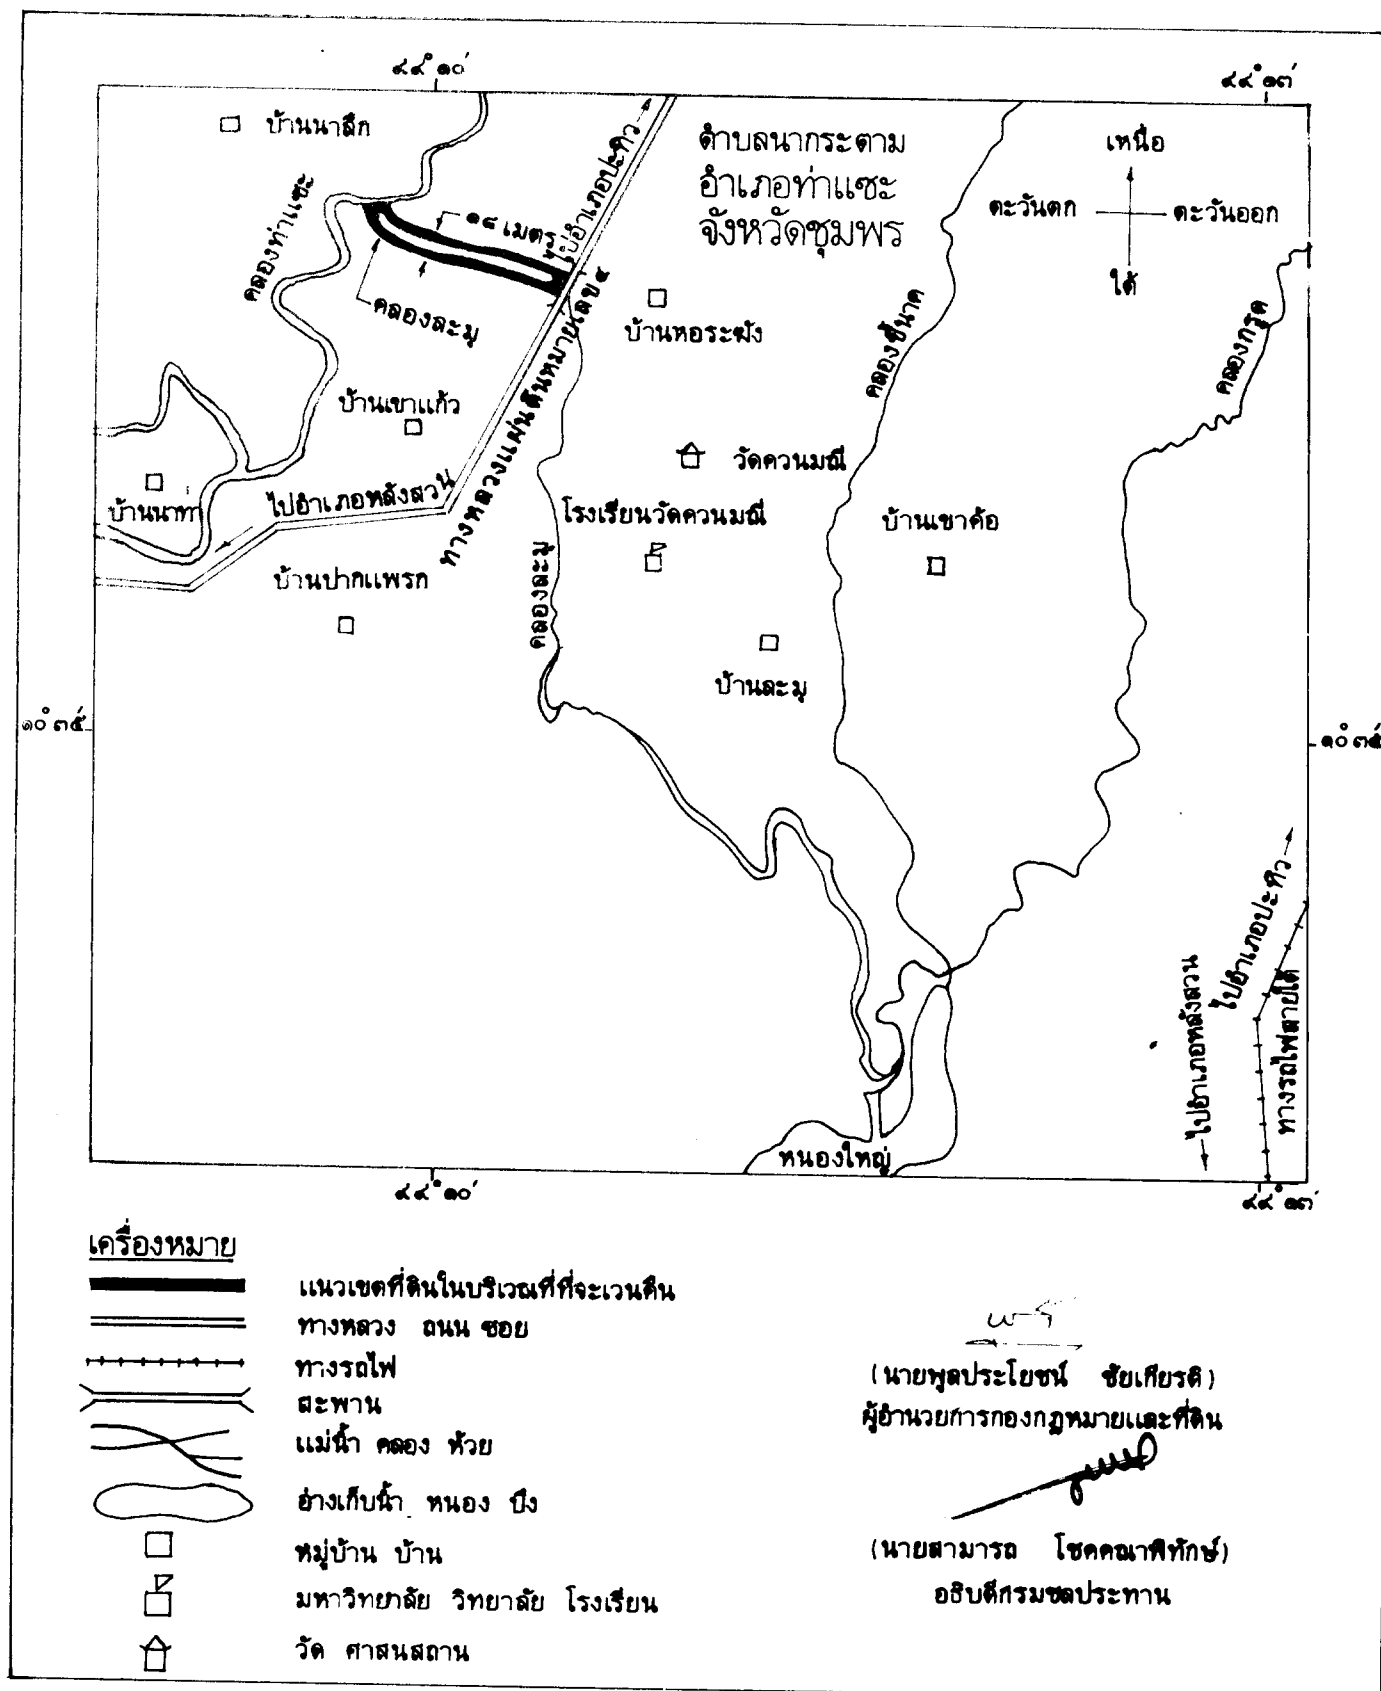 ๙๙° ๑๐′
๙๙° ๑๓′
บ้านนาลึก
ตำบลนากระตาม
อำเภอท่าแซะ
จังหวัดชุมพร
เหนือ
ตะวันตก
ตะวันออก
ใต้
คลองท่าแซะ
๑๔ เมตร
ไปอำเภอปะทิว
คลองละมุ
ทางหลวงแผ่นดินหมายเลข ๔
บ้านหอระฆัง
คลองชีนาค
คลองกรูด
บ้านเขาแก้ว
วัดควนมณี
บ้านนาท่า
ไปอำเภอหลังสวน
โรงเรียนวัดควนมณี
บ้านเขาค้อ
บ้านปากแพรก
คลองละมุ
บ้านละมุ
๑๐° ๓๕′
๑๐° ๓๕′
ไปอำเภอปะทิว
ไปอำเภอหลังสวน
ทางรถไฟสายใต้
หนองใหญ่
๙๙° ๑๐′
๙๙° ๑๓′
เครื่องหมาย
แนวเขตที่ดินในบริเวณที่ที่จะเวนคืน
ทางหลวง ถนน ซอย
ทางรถไฟ
สะพาน
แม่น้ำ คลอง ห้วย
อ่างเก็บน้ำ หนอง บึง
หมู่บ้าน บ้าน
มหาวิทยาลัย วิทยาลัย โรงเรียน
วัด ศาสนสถาน
(นายพูลประโยชน์ ชัยเกียรติ)
ผู้อำนวยการกองกฎหมายและที่ดิน
(นายสามารถ โชคคณาพิทักษ์)
อธิบดีกรมชลประทาน